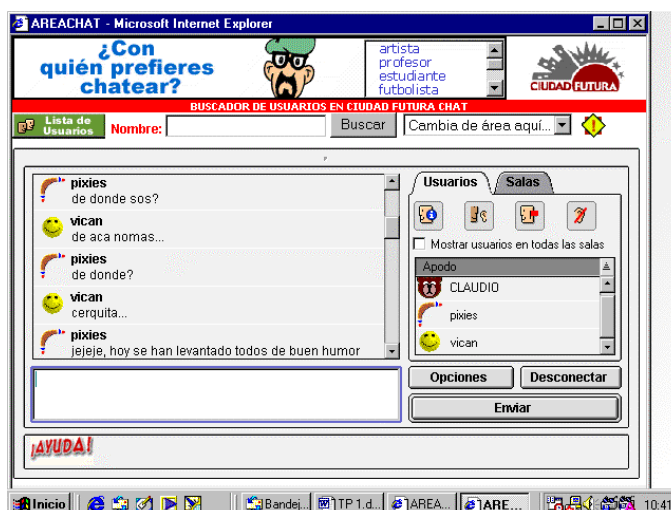 AREACHAT - Microsoft Internet Explorer
¿Con
quién prefieres
chatear?
artista
profesor
estudiante
futbolista
CIUDAD FUTURA
BUSCADOR DE USUARIOS EN CIUDAD FUTURA CHAT
Lista de
Usuarios
Nombre:
Buscar
Cambia de área aquí...
pixies
de donde sos?
vican
de aca nomas...
pixies
de donde?
vican
cerquita...
pixies
jejeje, hoy se han levantado todos de buen humor
Usuarios
Salas
Mostrar usuarios en todas las salas
Apodo
CLAUDIO
pixies
vican
Opciones
Desconectar
Enviar
¡AYUDA!
Inicio
Bandej...
TP 1.d...
AREA...
ARE...
10:41